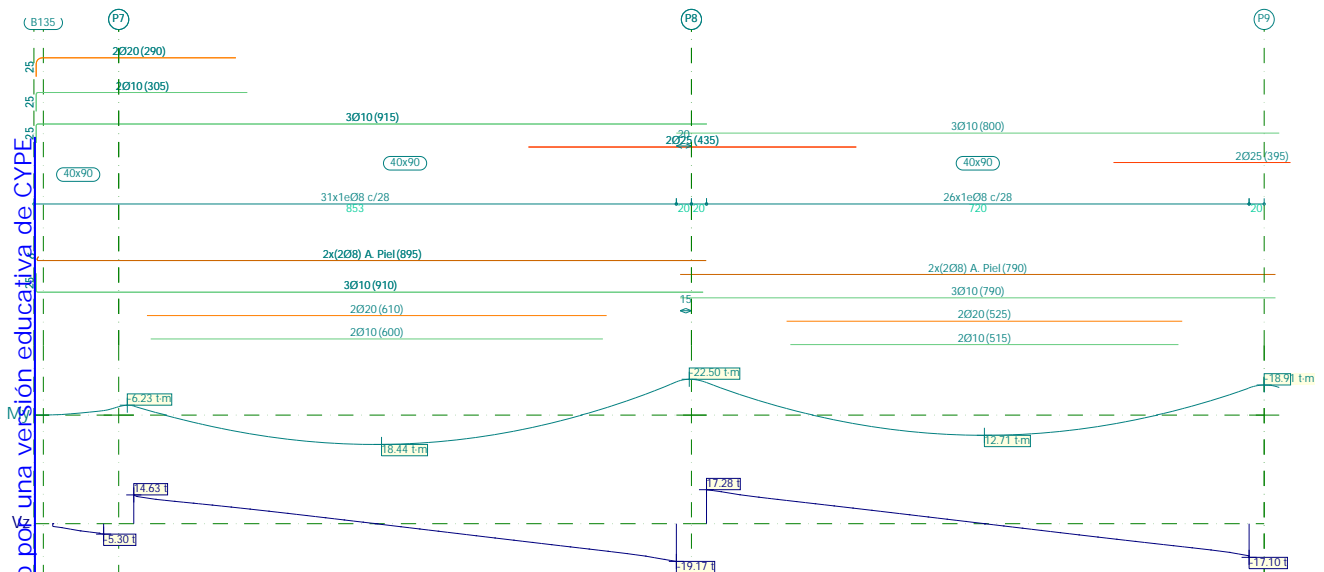 B135
P7
P8
P9
2Ø20 (290)
25
2Ø10 (305)
25
3Ø10 (915)
25
3Ø10 (800)
20
2Ø25 (435)
2Ø25 (395)
40x90
40x90
40x90
31x1eØ8 c/28
26x1eØ8 c/28
853
20
20
720
20
2x(2Ø8) A. Piel (895)
2x(2Ø8) A. Piel (790)
3Ø10 (910)
3Ø10 (790)
15
2Ø20 (610)
2Ø20 (525)
2Ø10 (600)
2Ø10 (515)
-22.50 t·m
-18.91 t·m
-6.23 t·m
18.44 t·m
12.71 t·m
14.63 t
17.28 t
-5.30 t
-19.17 t
-17.10 t
por una versión educativa de CYPE